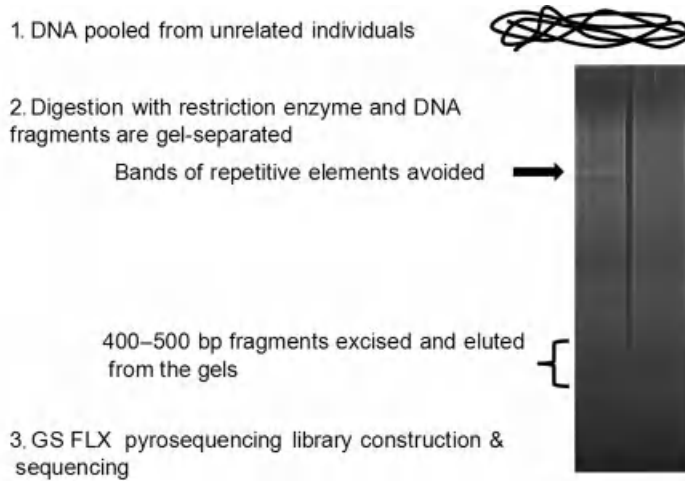 1. DNA pooled from unrelated individuals
2. Digestion with restriction enzyme and DNA
fragments are gel-separated
Bands of repetitive elements avoided
400–500 bp fragments excised and eluted
from the gels
3. GS FLX pyrosequencing library construction &
sequencing